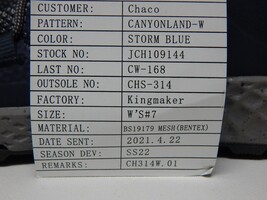 CUSTOMER: Chaco
PATTERN: CANYONLAND-W
COLOR: STORM BLUE
STOCK NO: JCH109144
LAST NO: CW-168
OUTSOLE NO: CHS-314
FACTORY: Kingmaker
SIZE: W'S#7
MATERIAL: BS19179 MESH(BENTEX)
DATE SENT: 2021.4.22
SEASON DEV: SS22
REMARKS: CH314W.01